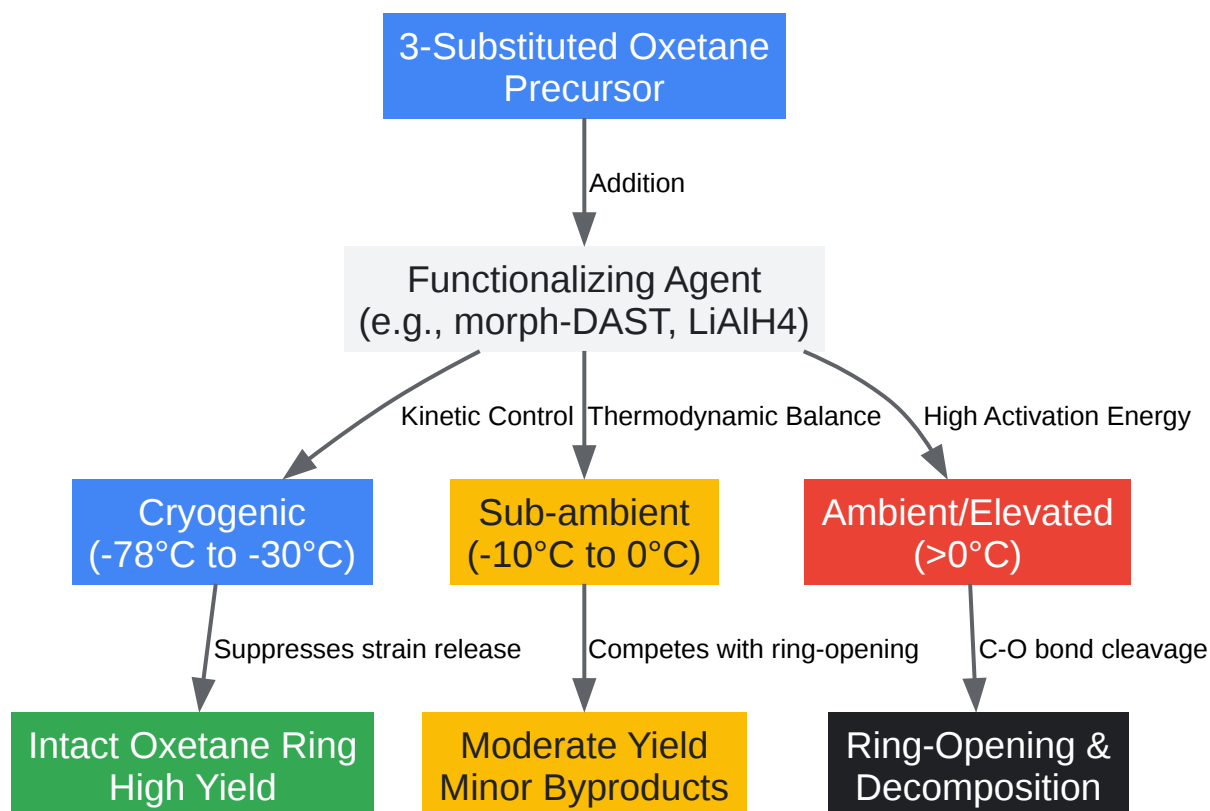 3-Substituted Oxetane
Precursor
Addition
Functionalizing Agent
(e.g., morph-DAST, LiAlH4)
Kinetic Control
Thermodynamic Balance
High Activation Energy
Cryogenic
(-78°C to -30°C)
Sub-ambient
(-10°C to 0°C)
Ambient/Elevated
(>0°C)
Suppresses strain release
Competes with ring-opening
C-O bond cleavage
Intact Oxetane Ring
High Yield
Moderate Yield
Minor Byproducts
Ring-Opening &
Decomposition